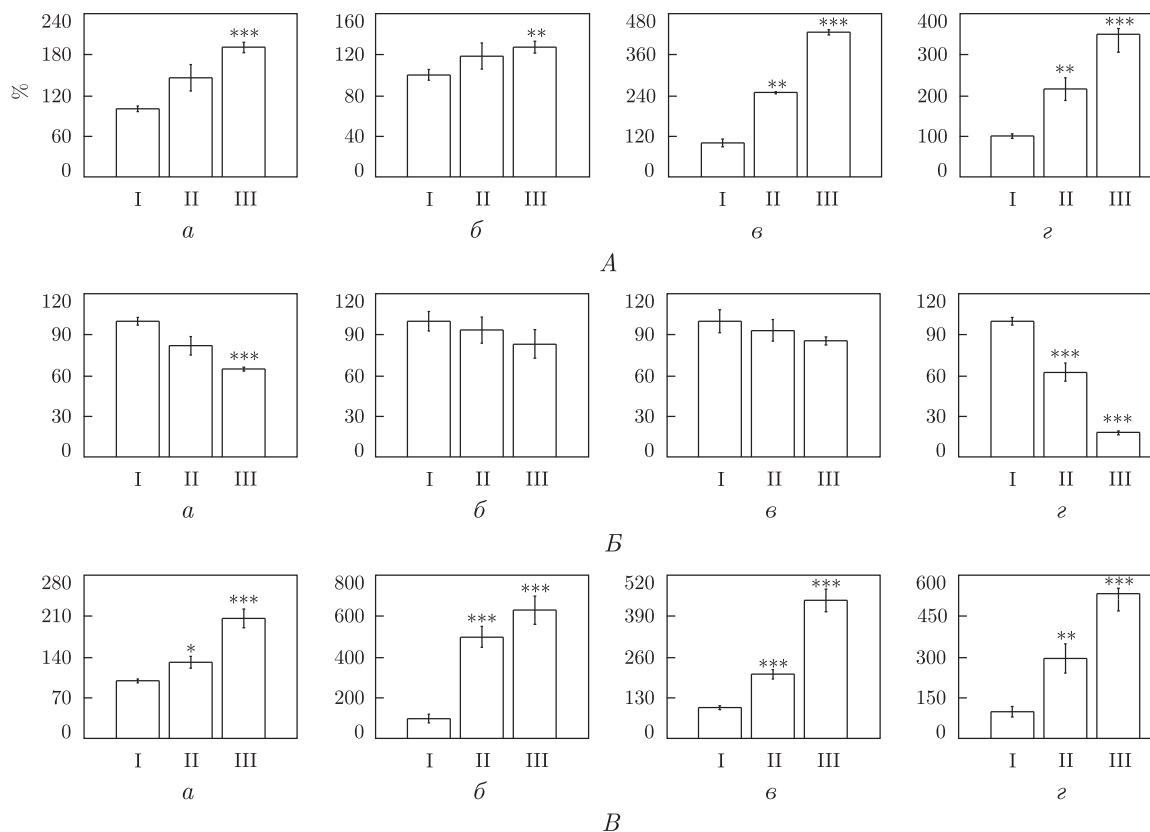 240 160 480 400
*** ** *** ***
180 120 360 300
% ** **
120 80 240 200
60 40 120 100
0 0 0 0
I II III I II III I II III I II III
а б в г
А
120 120 120 120
90 90 90 90
*** ***
60 60 60 60
30 30 30 30 ***
0 0 0 0
I II III I II III I II III I II III
а б в г
Б
280 800 520 600
*** *** *** ***
210 600 390 450
* *** *** **
140 400 260 300
70 200 130 150
0 0 0 0
I II III I II III I II III I II III
а б в г
В